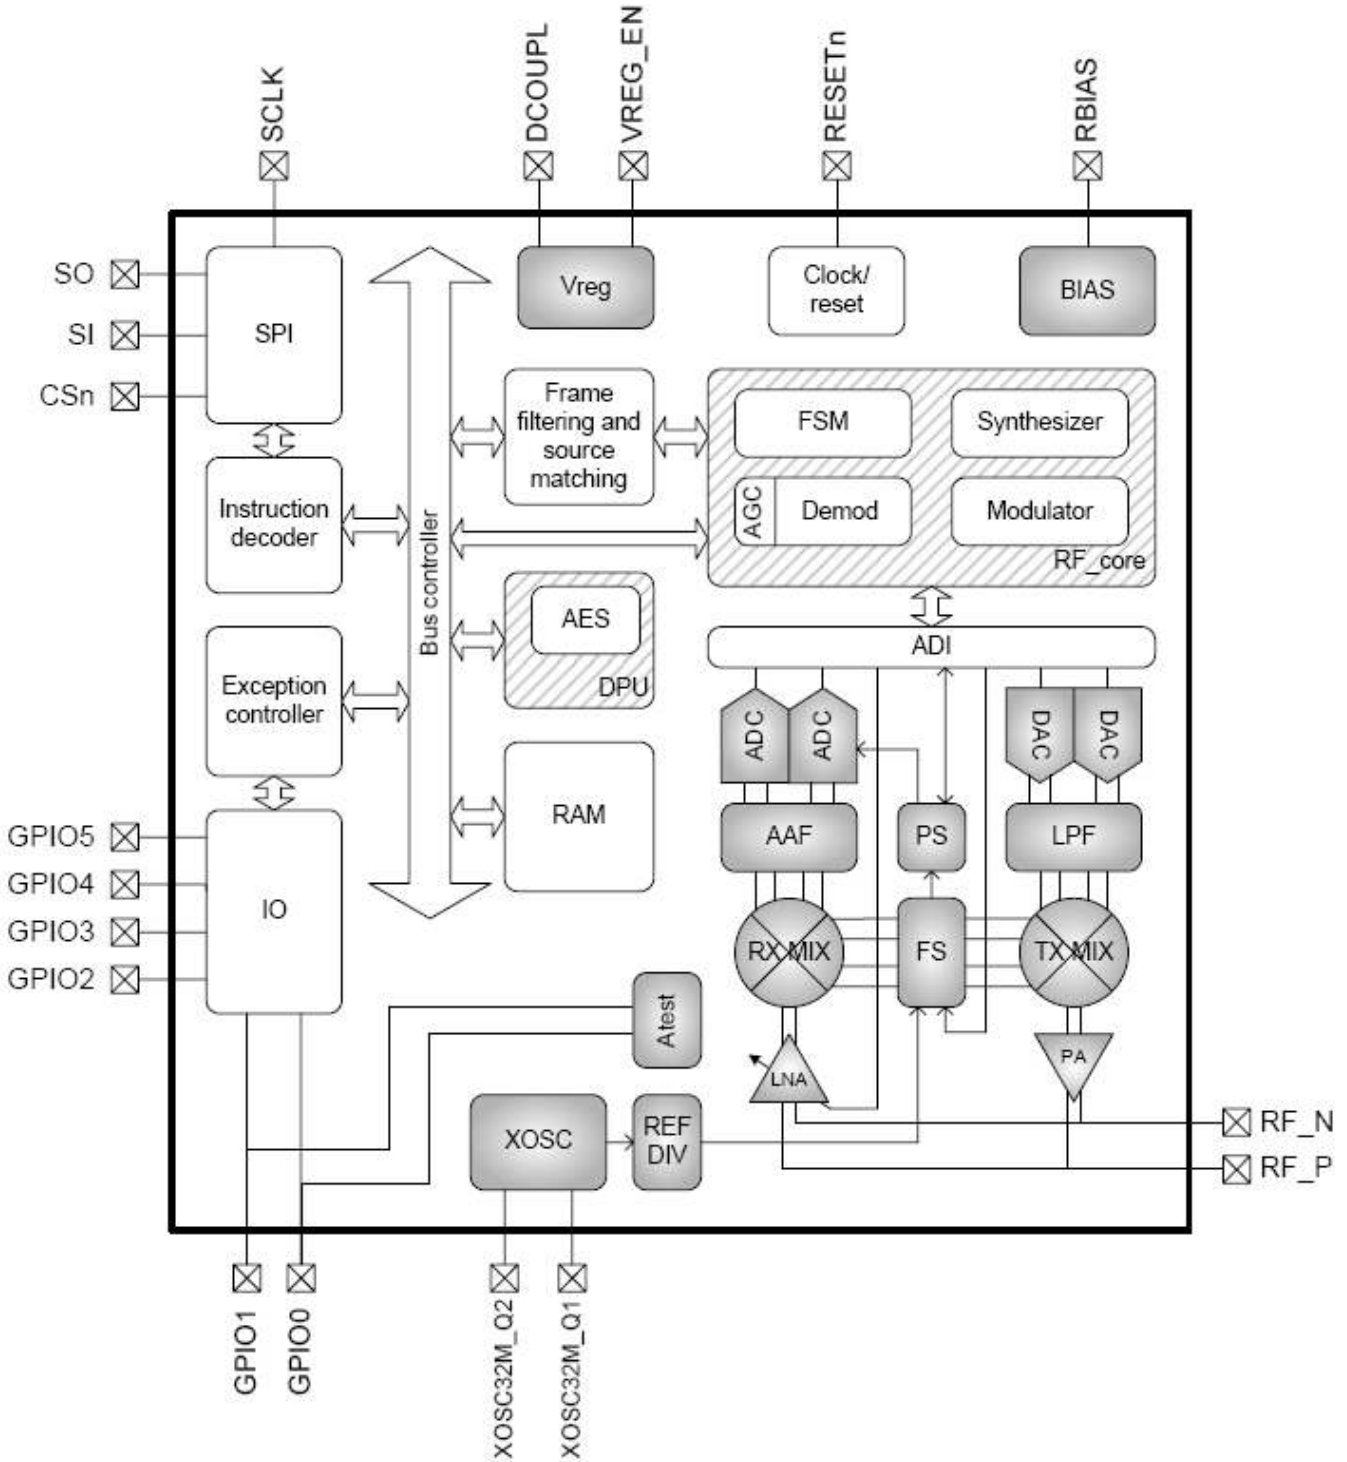 SCLK
DCOUPL
VREG_EN
RESETn
RBIAS
SO
SI
CSn
SPI
Vreg
Clock/
reset
BIAS
Frame
filtering and
source
matching
FSM
Synthesizer
AGC
Demod
Modulator
RF_core
Instruction
decoder
Bus controller
AES
DPU
ADI
Exception
controller
ADC
ADC
DAC
DAC
RAM
AAF
PS
LPF
GPIO5
GPIO4
GPIO3
GPIO2
IO
RX MIX
FS
TX MIX
Atest
LNA
PA
XOSC
REF
DIV
RF_N
RF_P
GPIO1
GPIO0
XOSC32M_Q2
XOSC32M_Q1